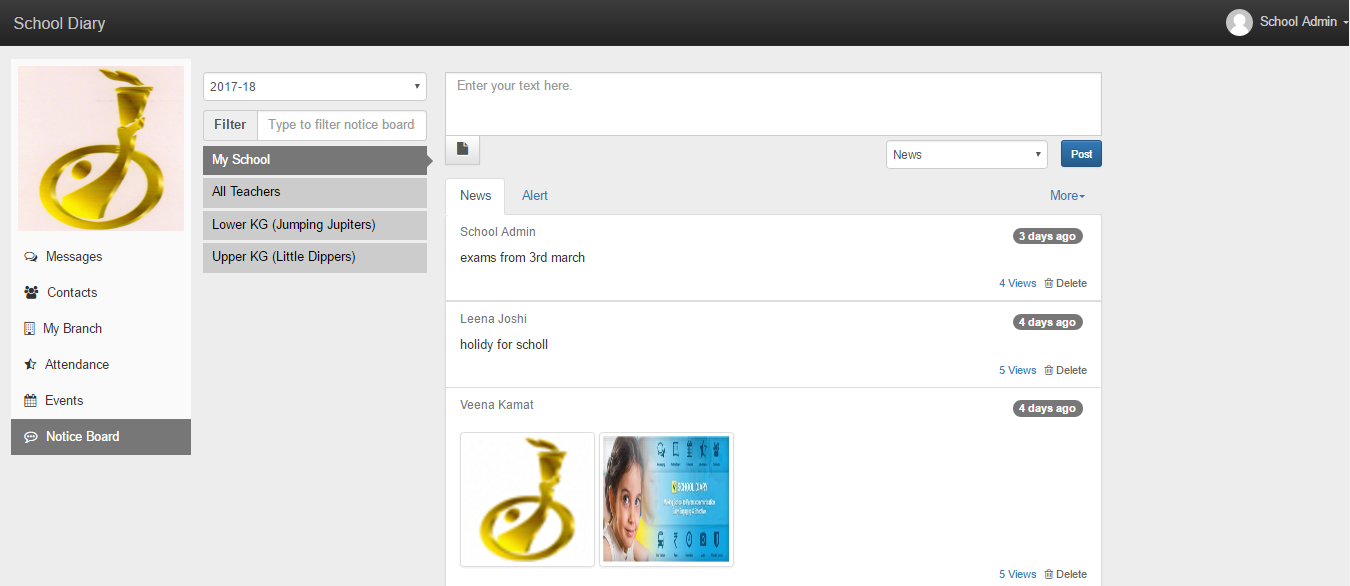 School Diary
School Admin
Messages
Contacts
My Branch
Attendance
Events
Notice Board
2017-18
Filter Type to filter notice board
My School
All Teachers
Lower KG (Jumping Jupiters)
Upper KG (Little Dippers)
Enter your text here.
News
Post
News Alert More
School Admin 3 days ago
exams from 3rd march
4 Views Delete
Leena Joshi 4 days ago
holidy for scholl
5 Views Delete
Veena Kamat 4 days ago
SCHOOL DIARY
5 Views Delete